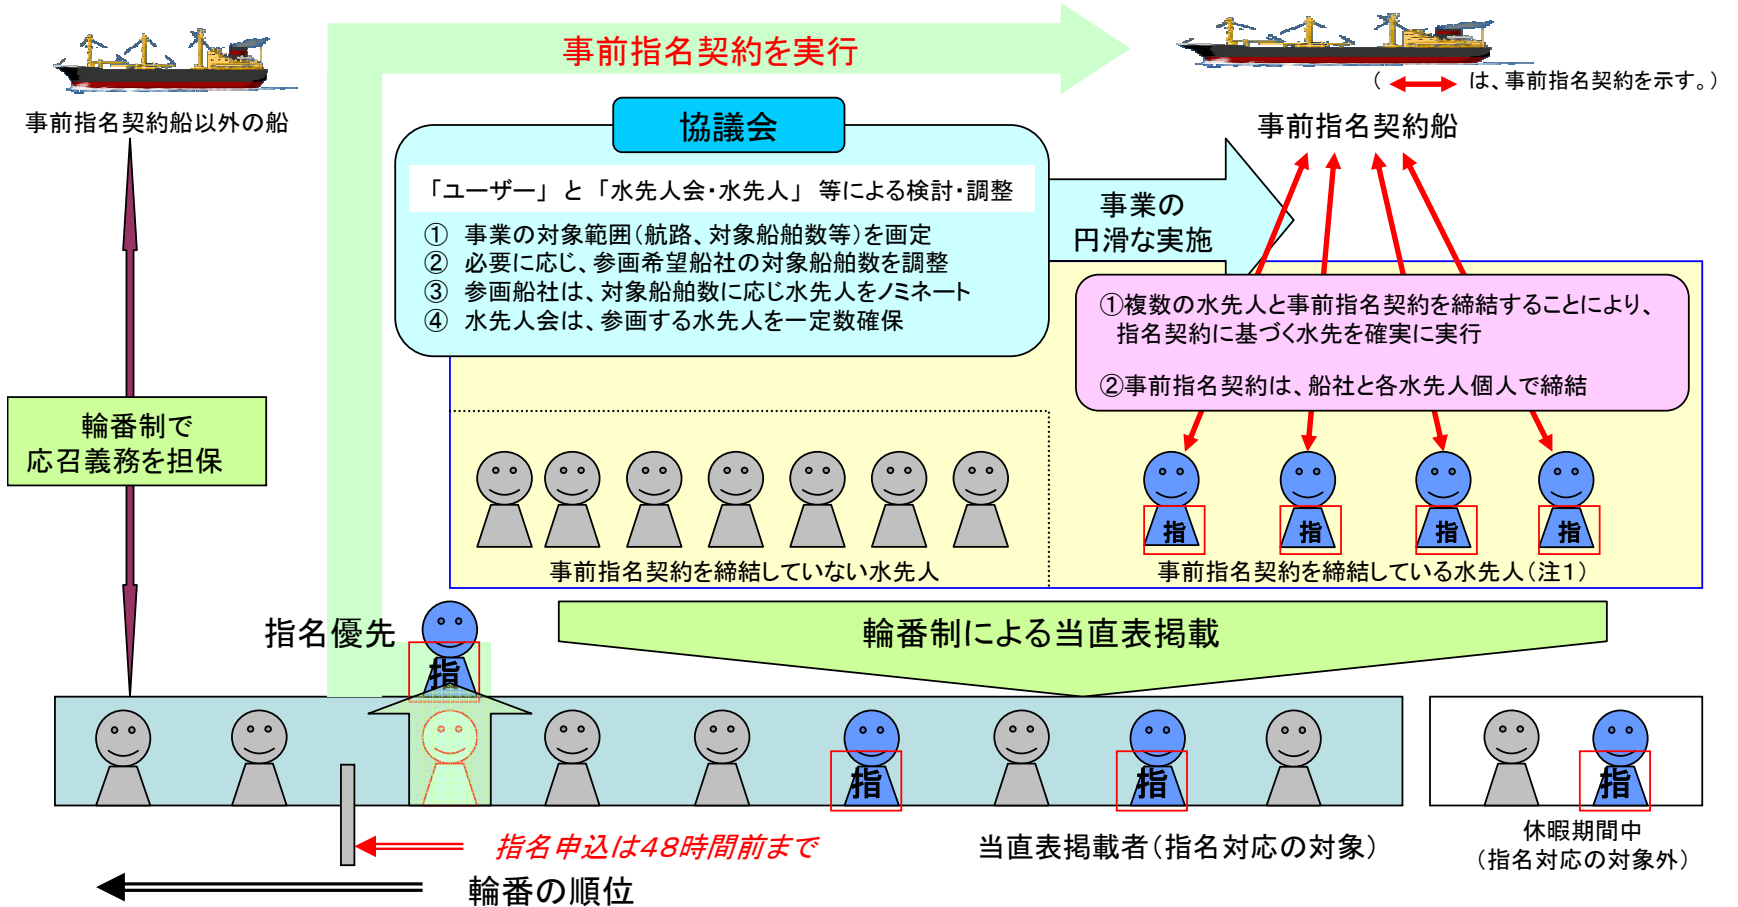 事前指名契約を実行
( は、事前指名契約を示す。)
事前指名契約船以外の船
事前指名契約船
協議会
「ユーザー」 と 「水先人会・水先人」 等による検討・調整
① 事業の対象範囲(航路、対象船舶数等)を画定
② 必要に応じ、参画希望船社の対象船舶数を調整
③ 参画船社は、対象船舶数に応じ水先人をノミネート
④ 水先人会は、参画する水先人を一定数確保
事業の
円滑な実施
①複数の水先人と事前指名契約を締結することにより、
指名契約に基づく水先を確実に実行
②事前指名契約は、船社と各水先人個人で締結
輪番制で
応召義務を担保
指
指
指
指
事前指名契約を締結していない水先人
事前指名契約を締結している水先人(注1)
指名優先
指
輪番制による当直表掲載
指
指
指
指名申込は48時間前まで
当直表掲載者(指名対応の対象)
休暇期間中
(指名対応の対象外)
輪番の順位